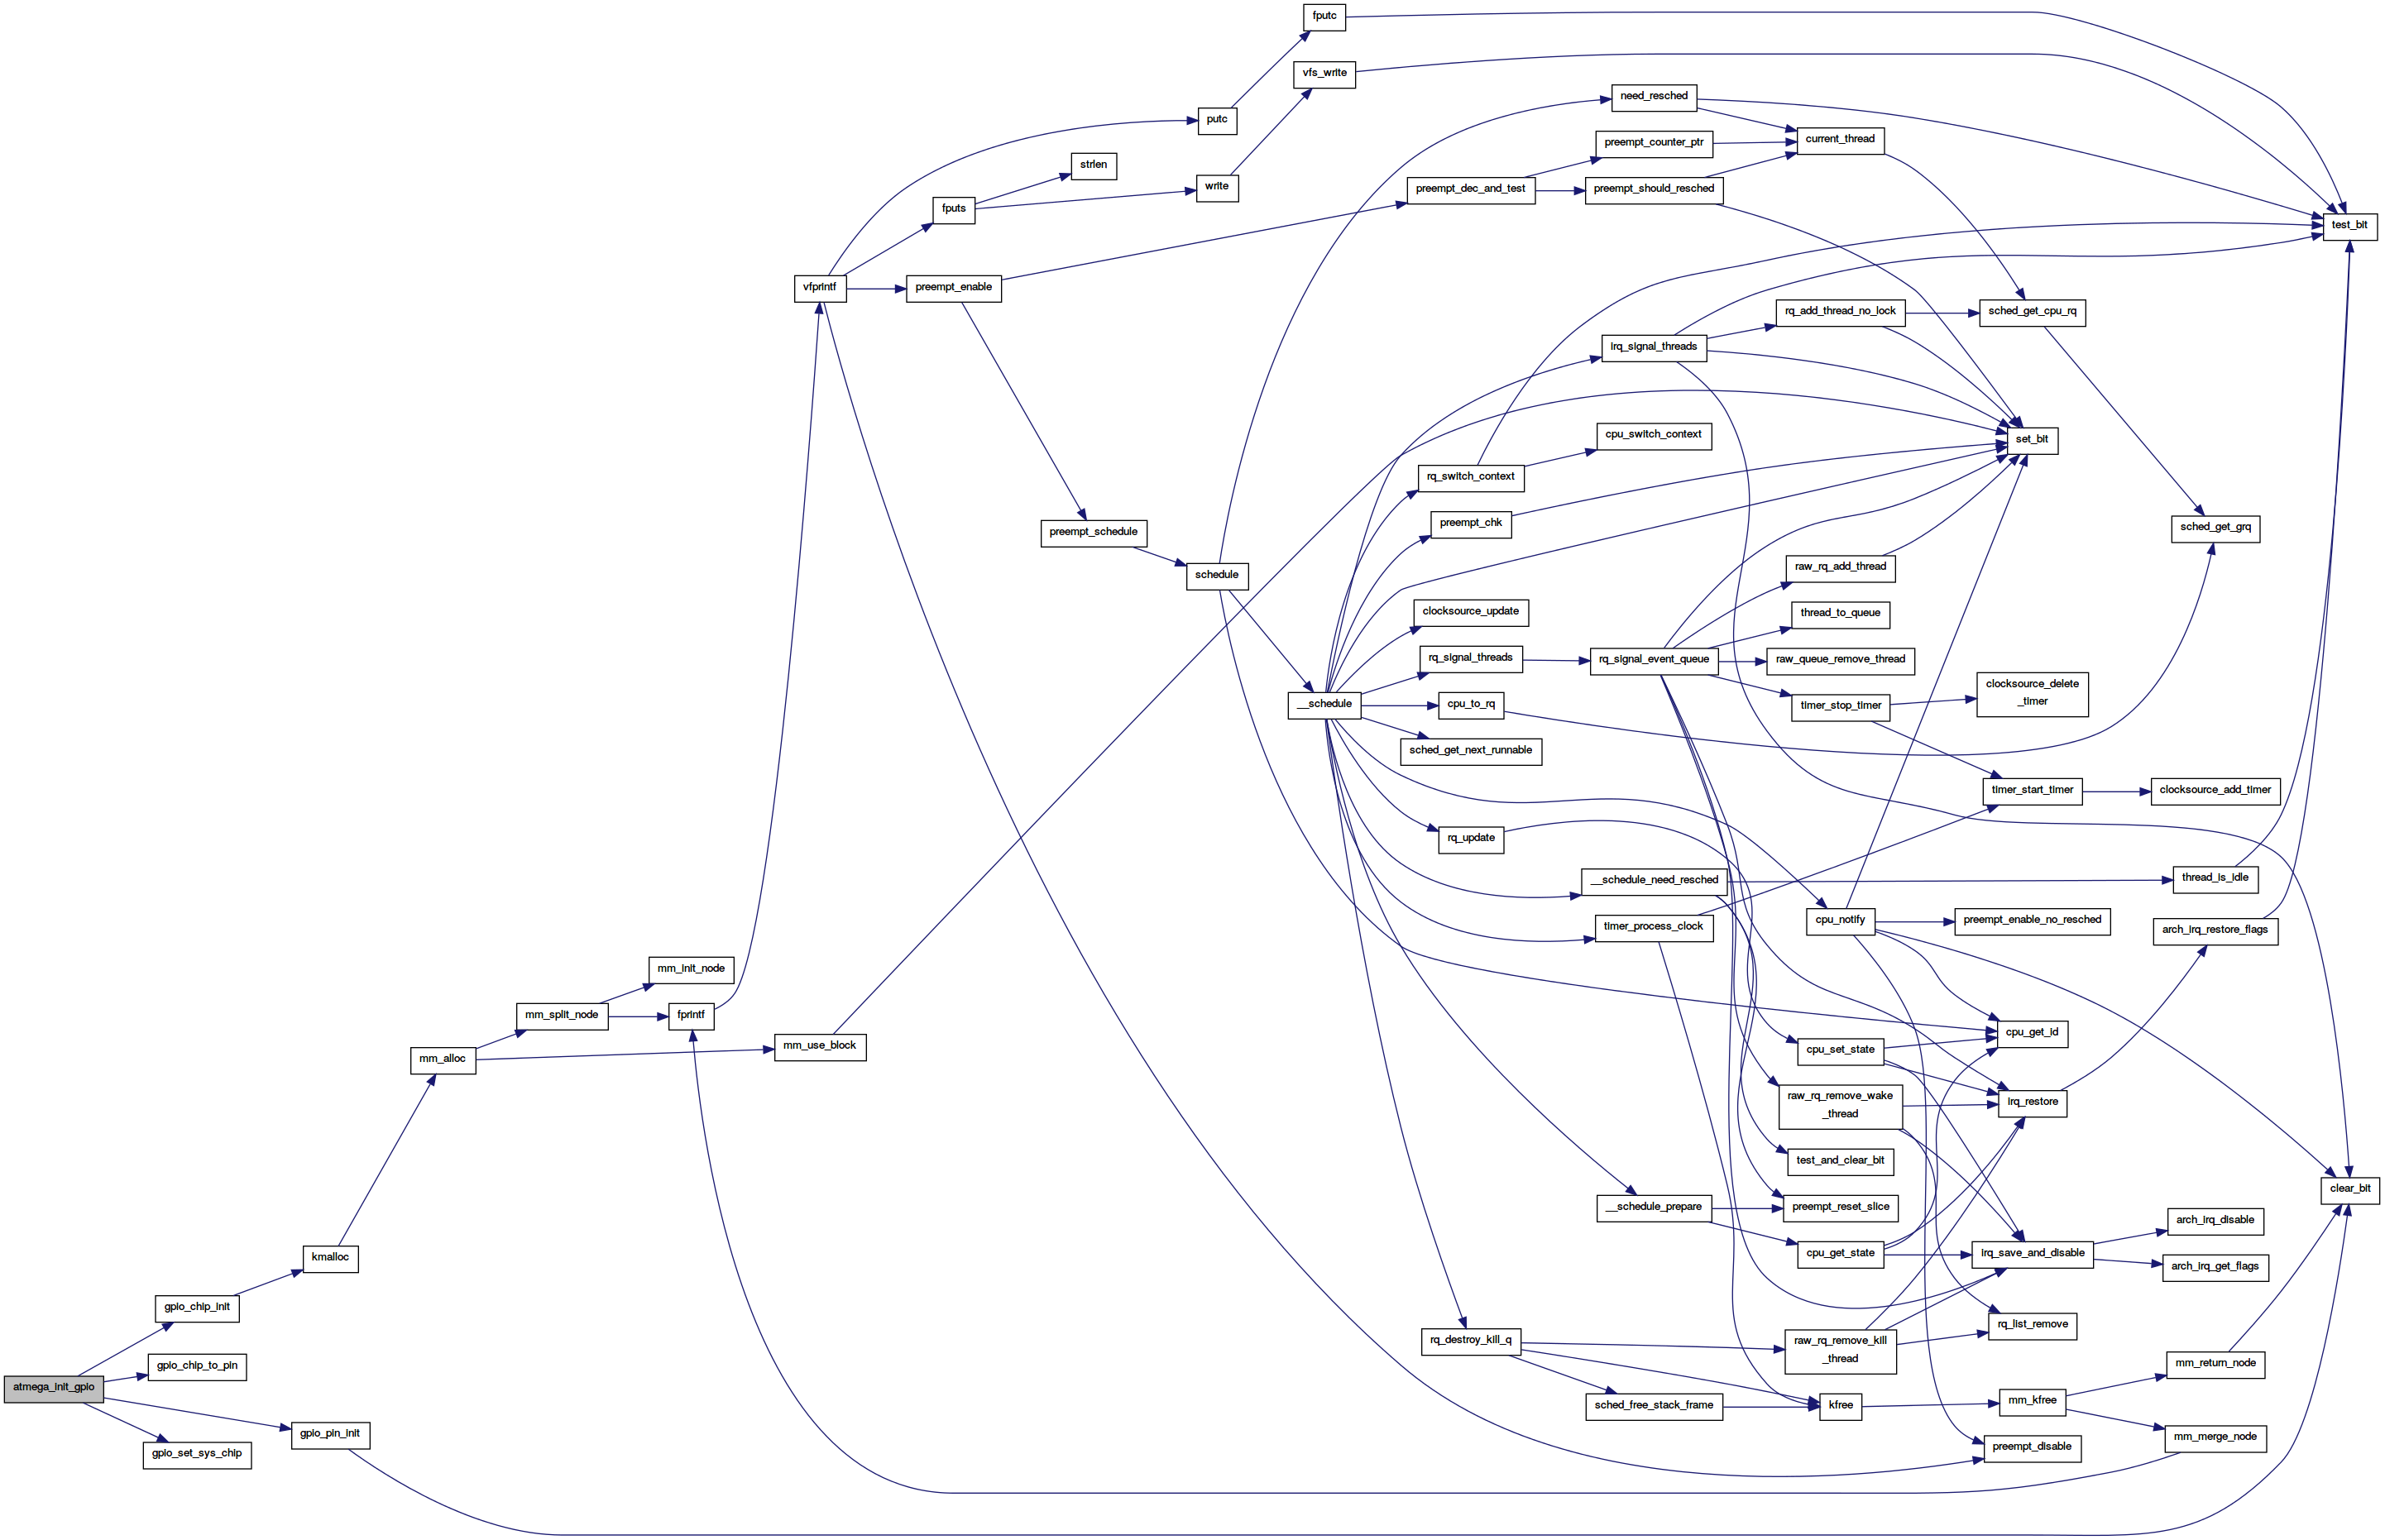 fputc
vfs_write
need_resched
putc
current_thread
preempt_counter_ptr
strlen
write
preempt_dec_and_test
preempt_should_resched
fputs
test_bit
vfprintf
preempt_enable
rq_add_thread_no_lock
sched_get_cpu_rq
irq_signal_threads
cpu_switch_context
set_bit
rq_switch_context
preempt_chk
sched_get_grq
preempt_schedule
raw_rq_add_thread
schedule
clocksource_update
thread_to_queue
rq_signal_threads
rq_signal_event_queue
raw_queue_remove_thread
clocksource_delete
_timer
__schedule
cpu_to_rq
timer_stop_timer
sched_get_next_runnable
timer_start_timer
clocksource_add_timer
rq_update
__schedule_need_resched
thread_is_idle
timer_process_clock
cpu_notify
preempt_enable_no_resched
arch_irq_restore_flags
mm_init_node
mm_split_node
fprintf
cpu_get_id
mm_use_block
cpu_set_state
mm_alloc
raw_rq_remove_wake
_thread
irq_restore
test_and_clear_bit
clear_bit
__schedule_prepare
preempt_reset_slice
arch_irq_disable
kmalloc
cpu_get_state
irq_save_and_disable
arch_irq_get_flags
gpio_chip_init
rq_list_remove
rq_destroy_kill_q
raw_rq_remove_kill
_thread
gpio_chip_to_pin
mm_return_node
atmega_init_gpio
sched_free_stack_frame
kfree
mm_kfree
gpio_pin_init
mm_merge_node
gpio_set_sys_chip
preempt_disable